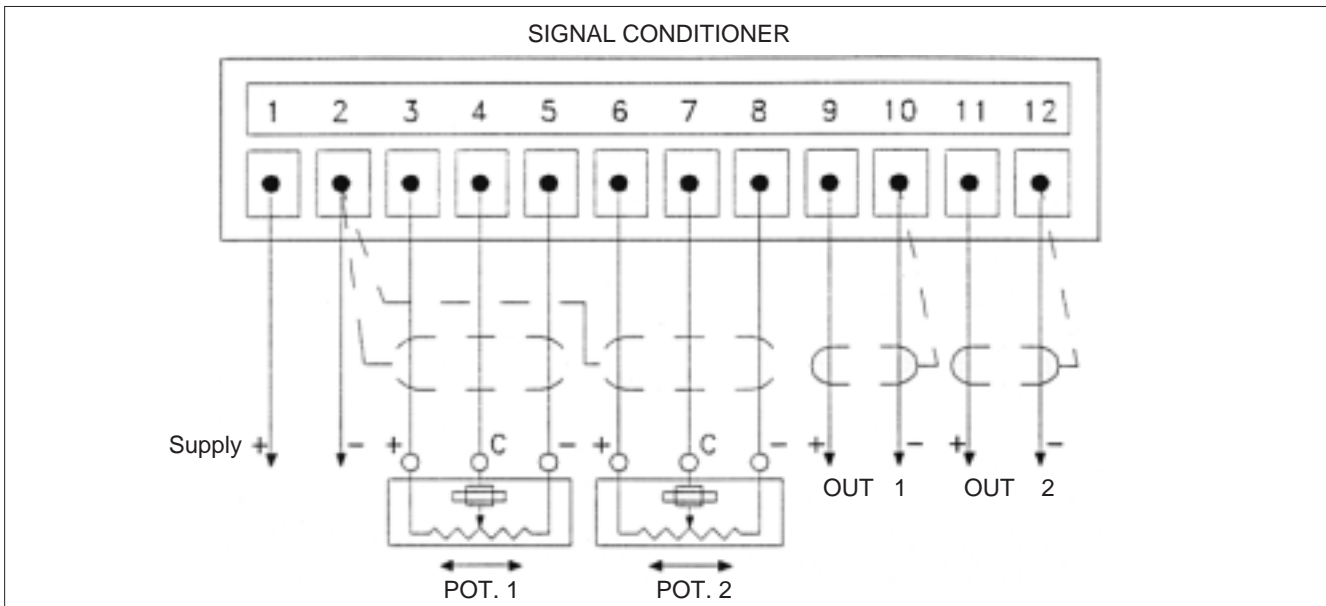 SIGNAL CONDITIONER
1 2 3 4 5 6 7 8 9 10 11 12
Supply + - + C - + C - + - + -
OUT 1 OUT 2
POT. 1 POT. 2